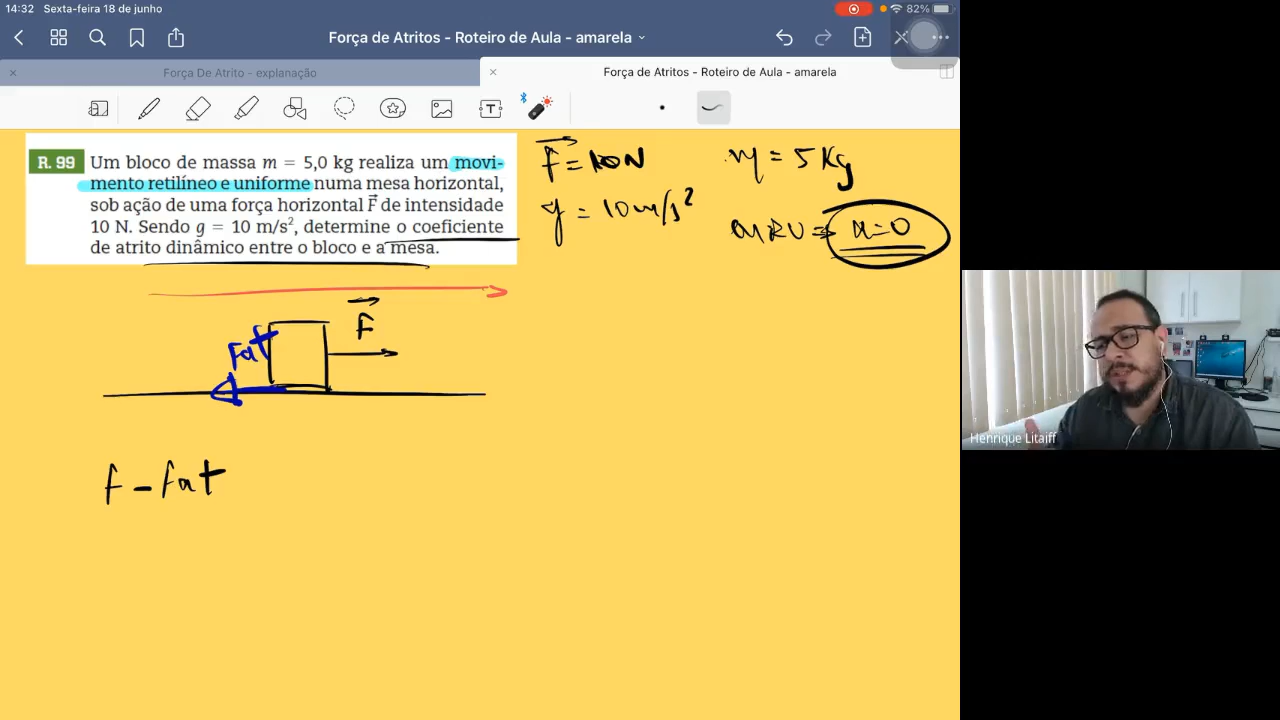 14:32 Sexta-feira 18 de junho
82%
Força de Atritos - Roteiro de Aula - amarela
Força De Atrito - explanação
Força de Atritos - Roteiro de Aula - amarela
R. 99 Um bloco de massa m = 5,0 kg realiza um movi-
mento retilíneo e uniforme numa mesa horizontal,
sob ação de uma força horizontal F⃗ de intensidade
10 N. Sendo g = 10 m/s², determine o coeficiente
de atrito dinâmico entre o bloco e a mesa.
F⃗ = 10N
m = 5 Kg
g = 10 m/s²
MRU ⇒ a = 0
F⃗
Fat
F - Fat
Henrique Litaiff